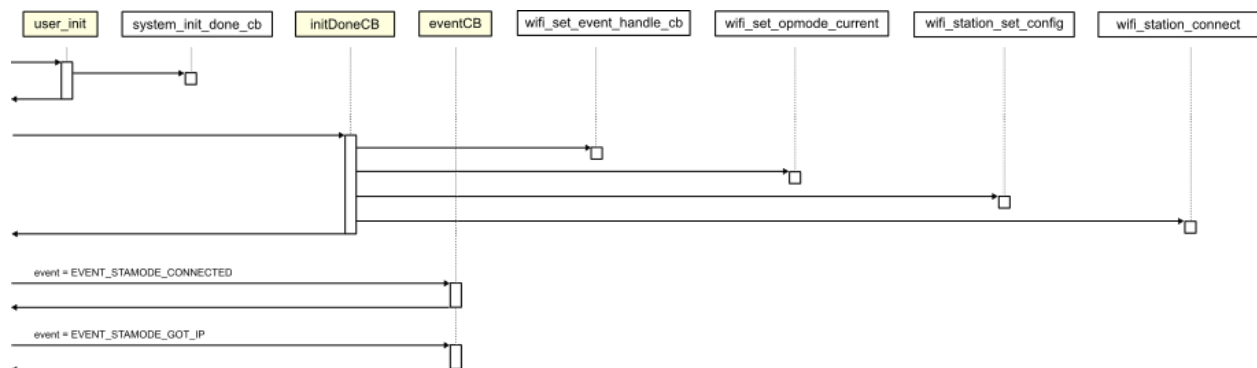 user_init
system_init_done_cb
initDoneCB
eventCB
wifi_set_event_handle_cb
wifi_set_opmode_current
wifi_station_set_config
wifi_station_connect
event = EVENT_STAMODE_CONNECTED
event = EVENT_STAMODE_GOT_IP